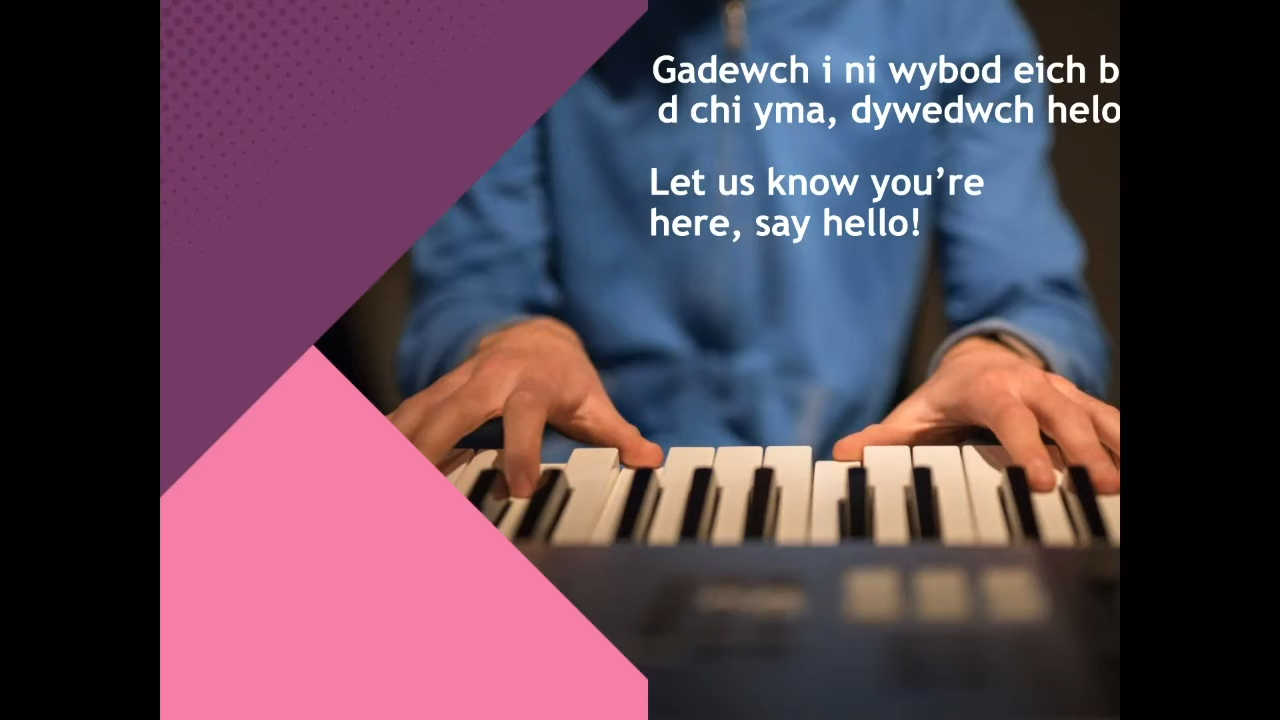 Gadewch i ni wybod eich b
d chi yma, dywedwch helo
Let us know you’re
here, say hello!